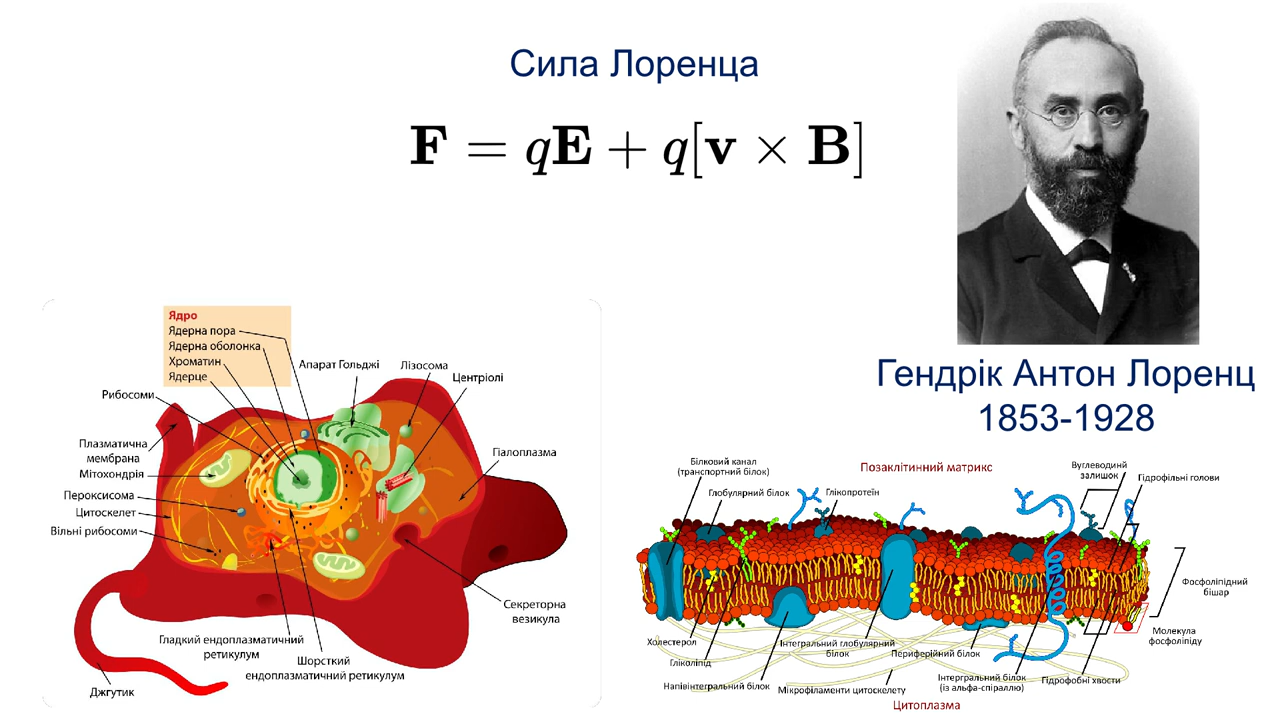 Сила Лоренца
F = qE + q[v × B]
Гендрік Антон Лоренц
1853-1928
Ядро
Ядерна пора
Ядерна оболонка
Хроматин
Ядерце
Апарат Гольджі
Лізосома
Центріолі
Рибосоми
Плазматична
мембрана
Мітохондрія
Пероксисома
Цитоскелет
Вільні рибосоми
Гіалоплазма
Секреторна
везикула
Гладкий ендоплазматичний
ретикулум
Шорсткий
ендоплазматичний ретикулум
Джгутик
Білковий канал
(транспортний білок)
Позаклітинний матрикс
Вуглеводиний
залишок
Гідрофільні голови
Глобулярний білок
Глікопротеїн
Фосфоліпідний
бішар
Молекула
фосфоліпіду
Холестерол
Гліколіпід
Інтегральний глобулярний
білок
Периферійний білок
Напівінтегральний білок
Мікрофіламенти цитоскелету
Інтергральний білок
(із альфа-спіраллю)
Гідрофобні хвости
Цитоплазма